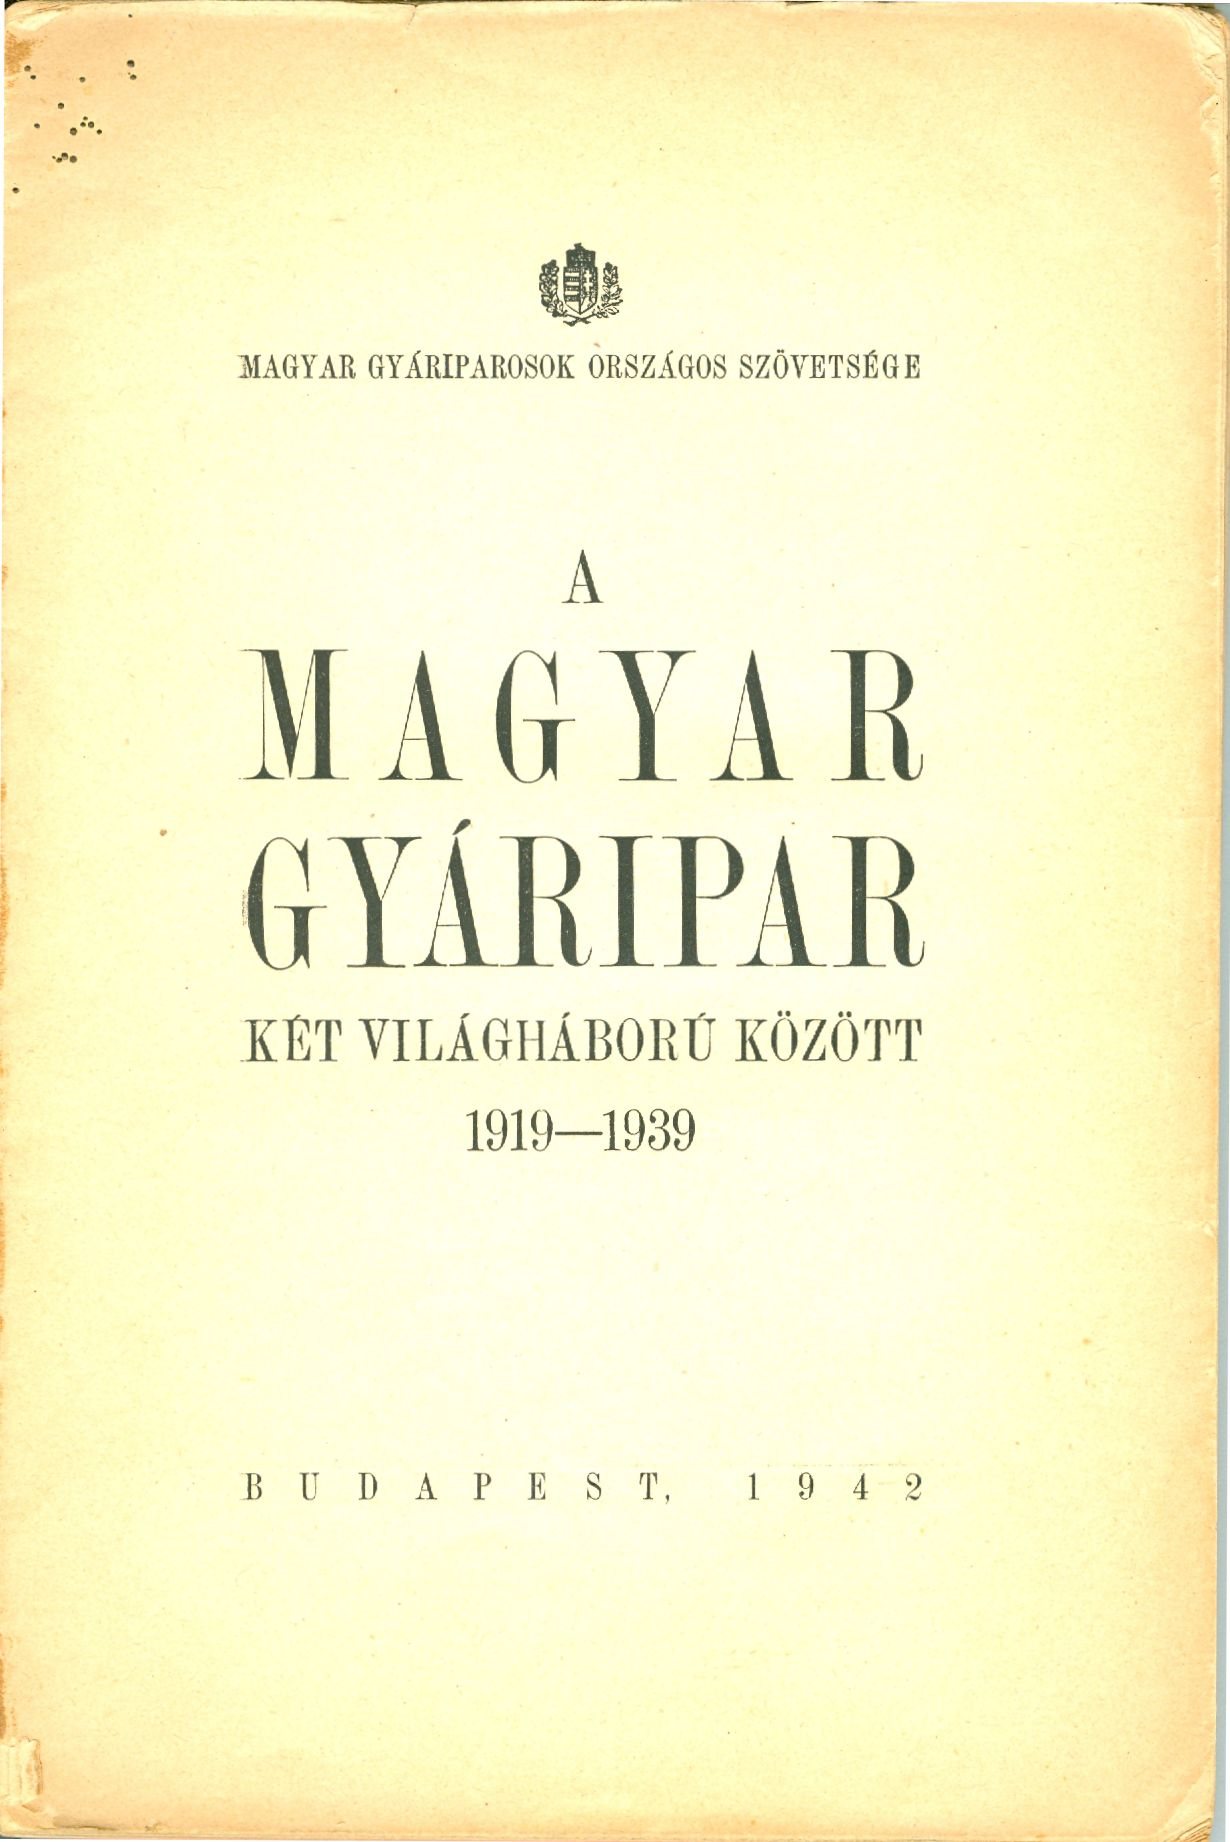 MAGYAR GYÁRIPAROSOK ORSZÁGOS SZÖVETSÉGE
A
MAGYAR
GYÁRIPAR
KÉT VILÁGHÁBORÚ KÖZÖTT
1919—1939
BUDAPEST, 1942